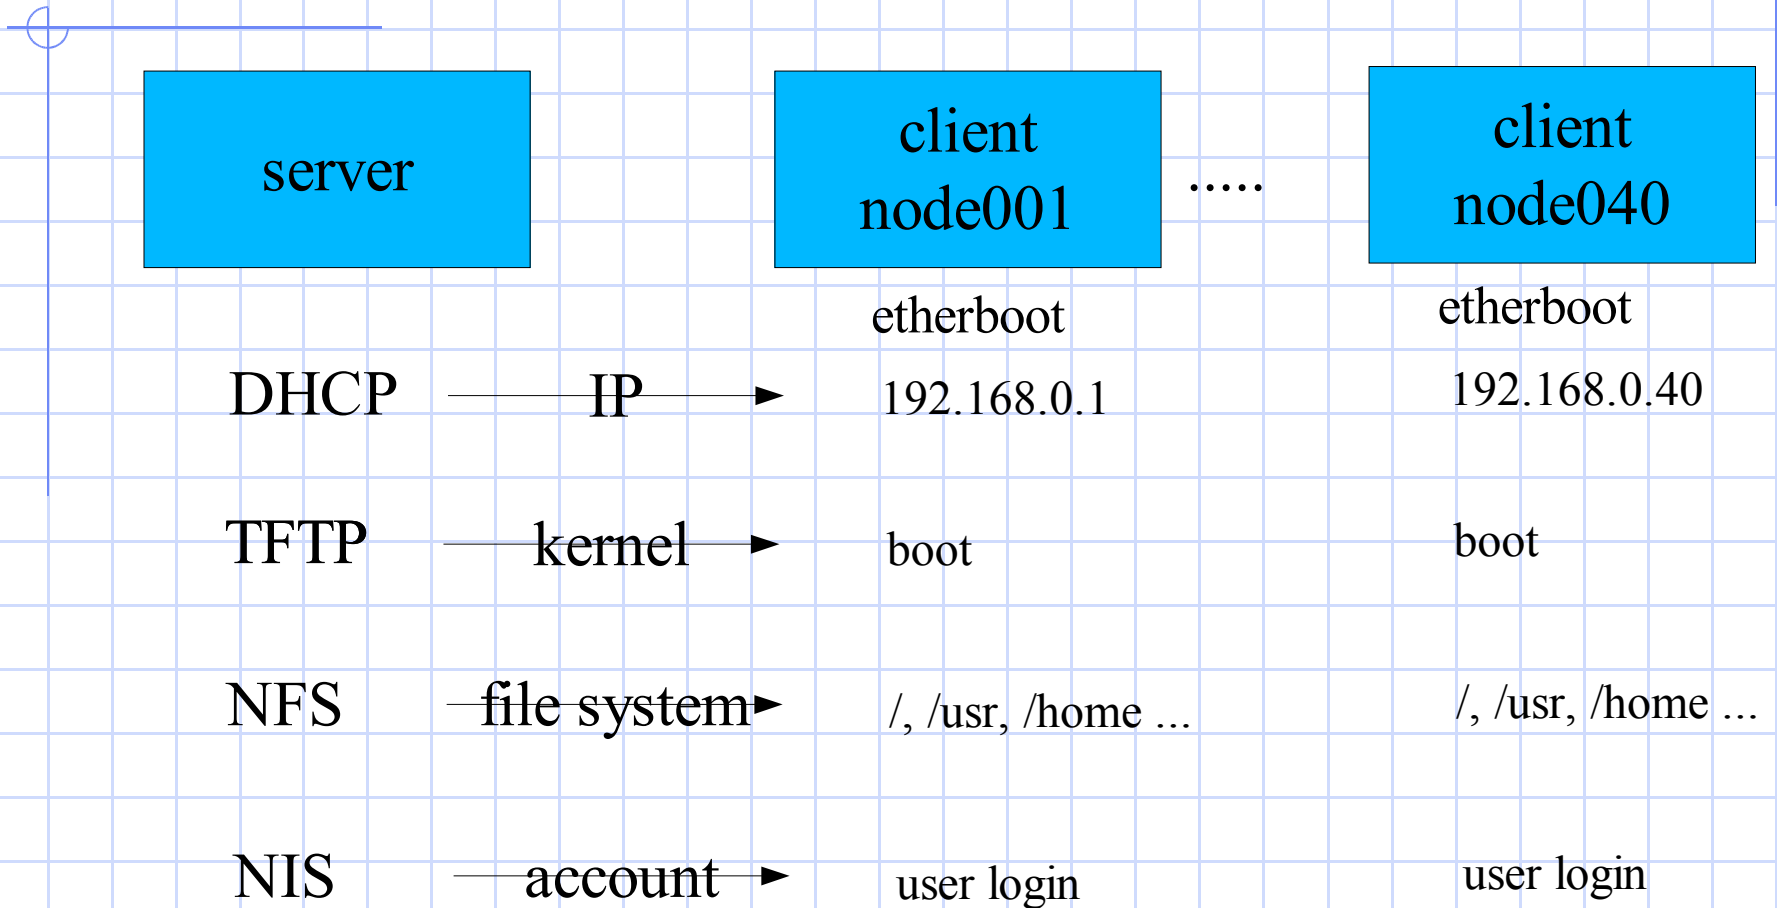 server
client
node001
.....
client
node040
etherboot
etherboot
DHCP IP 192.168.0.1 192.168.0.40
TFTP kernel boot boot
NFS file system /, /usr, /home ... /, /usr, /home ...
NIS account user login user login